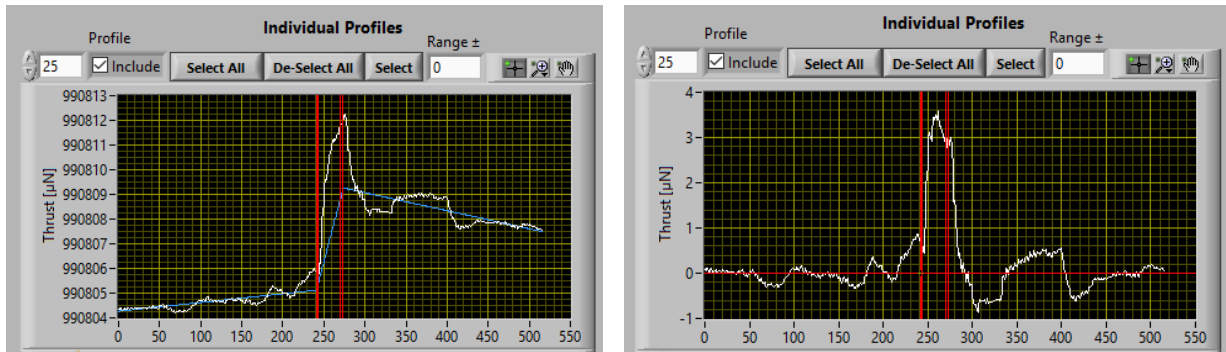 Individual Profiles
Profile
Range ±
25
Include
Select All
De-Select All
Select
0
Thrust [µN]
990813
990812
990811
990810
990809
990808
990807
990806
990805
990804
0 50 100 150 200 250 300 350 400 450 500 550
Individual Profiles
Profile
Range ±
25
Include
Select All
De-Select All
Select
0
Thrust [µN]
4
3
2
1
0
-1
0 50 100 150 200 250 300 350 400 450 500 550